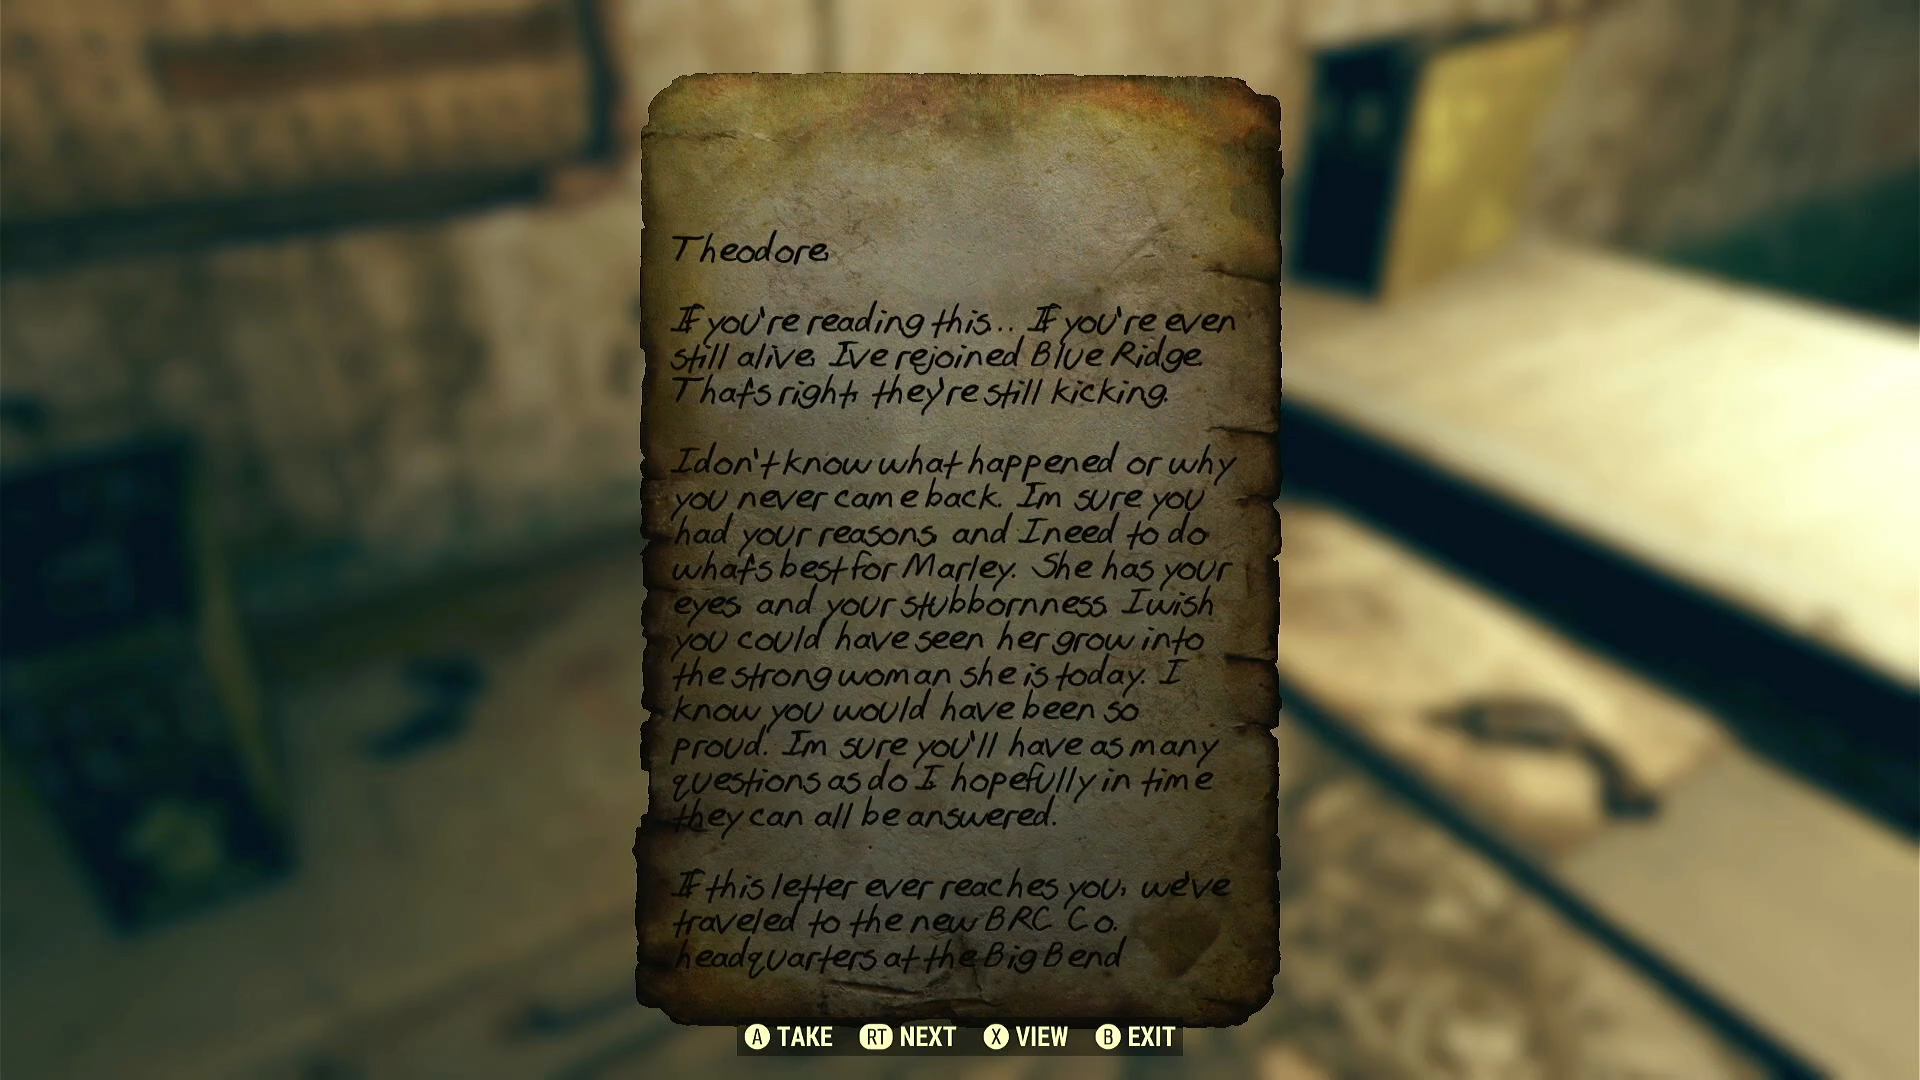 Theodore,
If you're reading this... If you're even
still alive, I've rejoined Blue Ridge.
That's right, they're still kicking.
I don't know what happened or why
you never came back. I'm sure you
had your reasons, and I need to do
what's best for Marley. She has your
eyes, and your stubbornness. I wish
you could have seen her grow into
the strong woman she is today. I
know you would have been so
proud. I'm sure you'll have as many
questions as do I, hopefully in time
they can all be answered.
If this letter ever reaches you, we've
traveled to the new BRC Co.
headquarters at the Big Bend
A TAKE RT NEXT X VIEW B EXIT